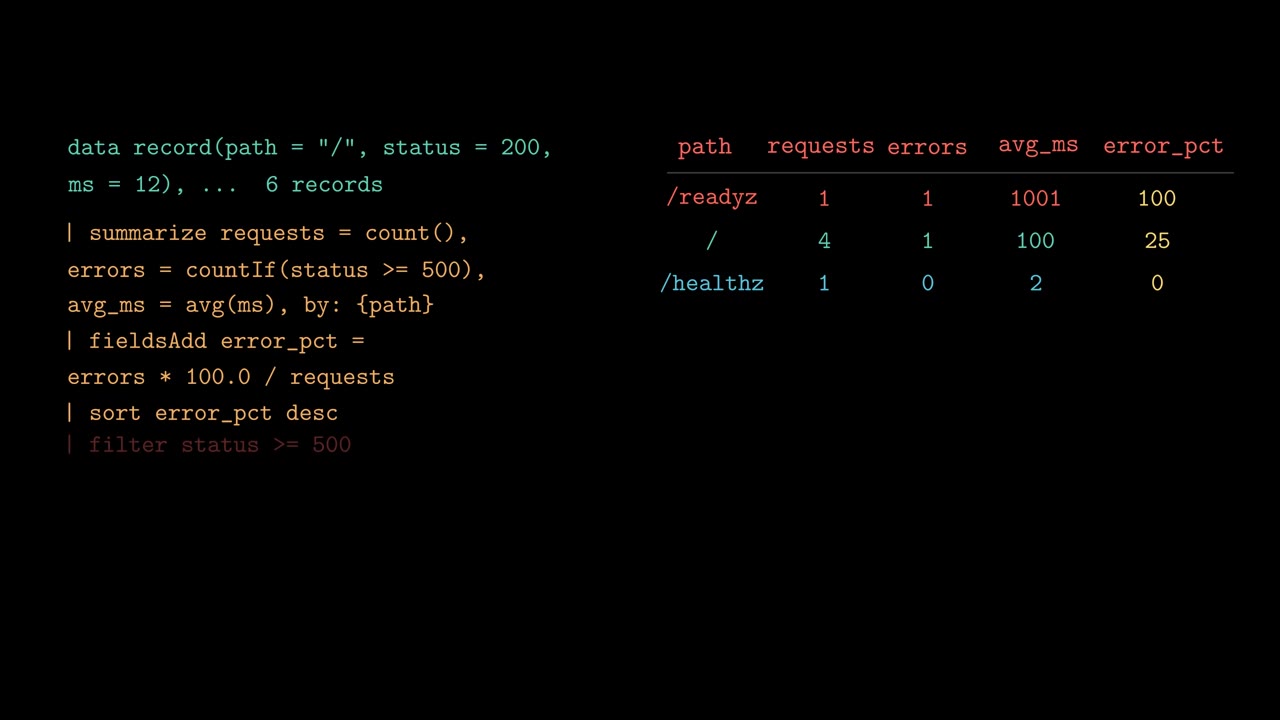 data record(path = "/", status = 200,
ms = 12), ...  6 records
| summarize requests = count(),
errors = countIf(status >= 500),
avg_ms = avg(ms), by: {path}
| fieldsAdd error_pct =
errors * 100.0 / requests
| sort error_pct desc
| filter status >= 500
path requests errors avg_ms error_pct
/readyz 1 1 1001 100
/ 4 1 100 25
/healthz 1 0 2 0